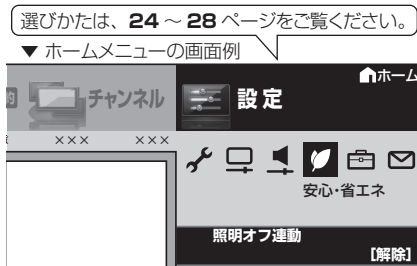 選びかたは、24～28ページをご覧ください。
▼ ホームメニューの画面例
ホーム
チャンネル
設定
××× ×××
安心・省エネ
照明オフ連動
[解除]